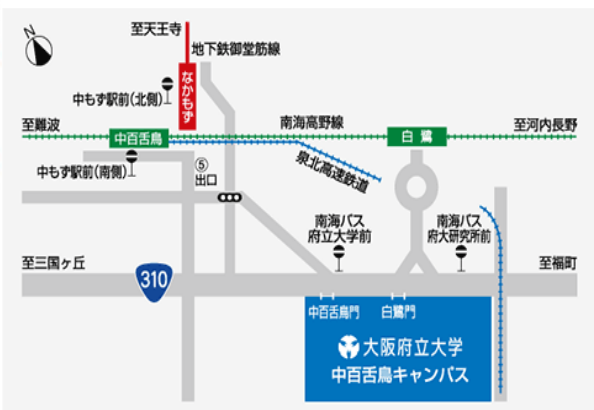 至天王寺
地下鉄御堂筋線
なかもず
中もず駅前(北側)
至難波
中百舌鳥
南海高野線
白鷺
至河内長野
中もず駅前(南側)
⑤
出口
泉北高速鉄道
南海バス
府立大学前
南海バス
府大研究所前
至三国ヶ丘
310
至福町
中百舌鳥門
白鷺門
大阪府立大学
中百舌鳥キャンパス